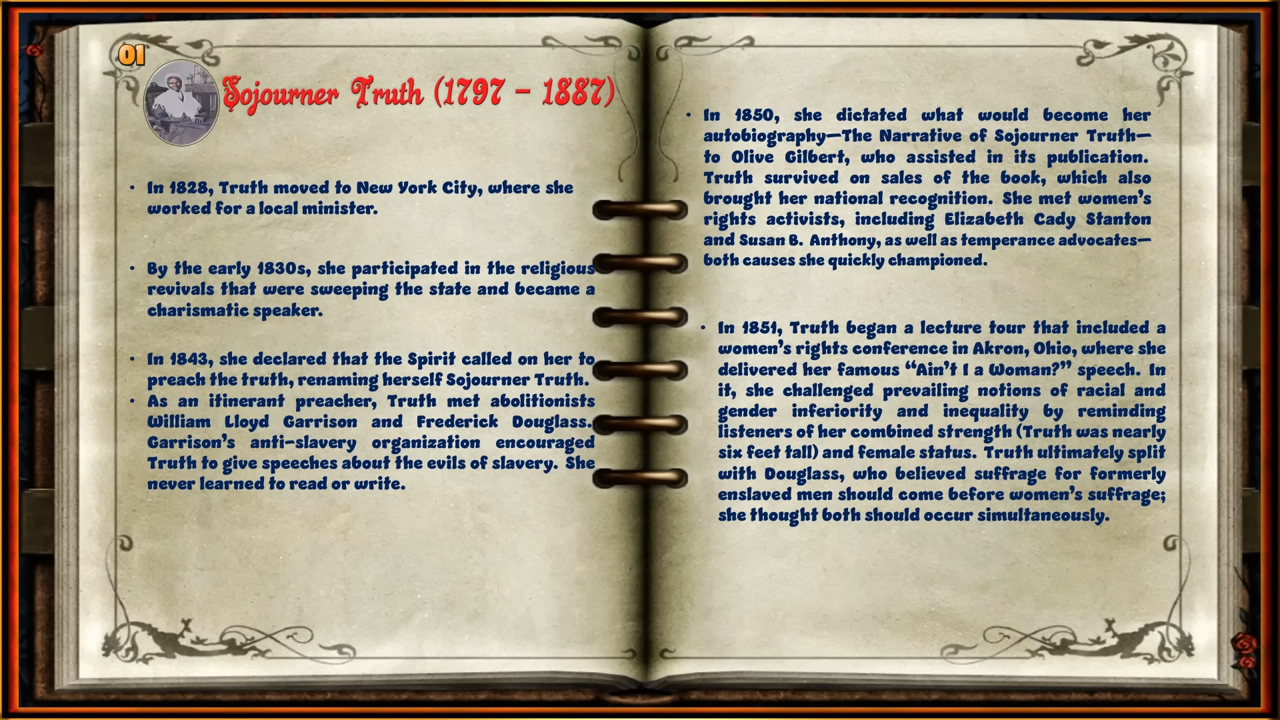 01
Sojourner Truth (1797 – 1887)
• In 1828, Truth moved to New York City, where she
worked for a local minister.
• By the early 1830s, she participated in the religious
revivals that were sweeping the state and became a
charismatic speaker.
• In 1843, she declared that the Spirit called on her to
preach the truth, renaming herself Sojourner Truth.
• As an itinerant preacher, Truth met abolitionists
William Lloyd Garrison and Frederick Douglass.
Garrison’s anti-slavery organization encouraged
Truth to give speeches about the evils of slavery. She
never learned to read or write.
• In 1850, she dictated what would become her
autobiography—The Narrative of Sojourner Truth—
to Olive Gilbert, who assisted in its publication.
Truth survived on sales of the book, which also
brought her national recognition. She met women’s
rights activists, including Elizabeth Cady Stanton
and Susan B. Anthony, as well as temperance advocates—
both causes she quickly championed.
• In 1851, Truth began a lecture tour that included a
women’s rights conference in Akron, Ohio, where she
delivered her famous “Ain’t I a Woman?” speech. In
it, she challenged prevailing notions of racial and
gender inferiority and inequality by reminding
listeners of her combined strength (Truth was nearly
six feet tall) and female status. Truth ultimately split
with Douglass, who believed suffrage for formerly
enslaved men should come before women’s suffrage;
she thought both should occur simultaneously.